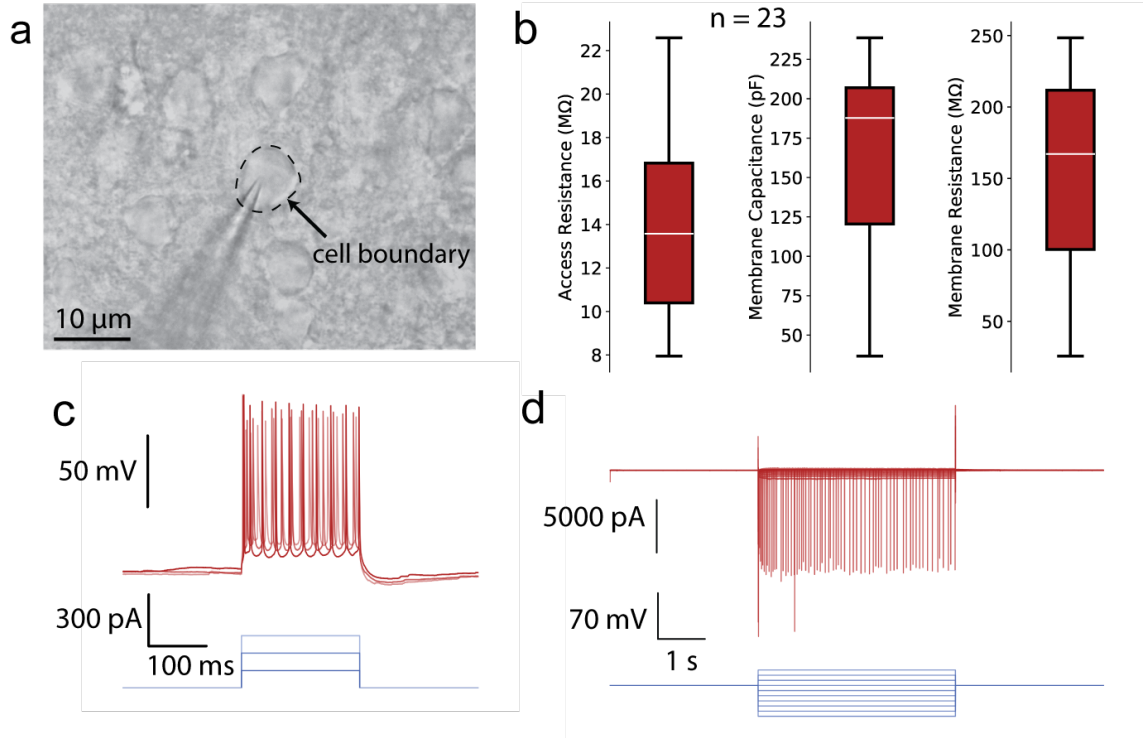 a
cell boundary
10 µm
b
n = 23
Access Resistance (MΩ)
22
20
18
16
14
12
10
8
Membrane Capacitance (pF)
225
200
175
150
125
100
75
50
Membrane Resistance (MΩ)
250
200
150
100
50
c
50 mV
300 pA
100 ms
d
5000 pA
70 mV
1 s